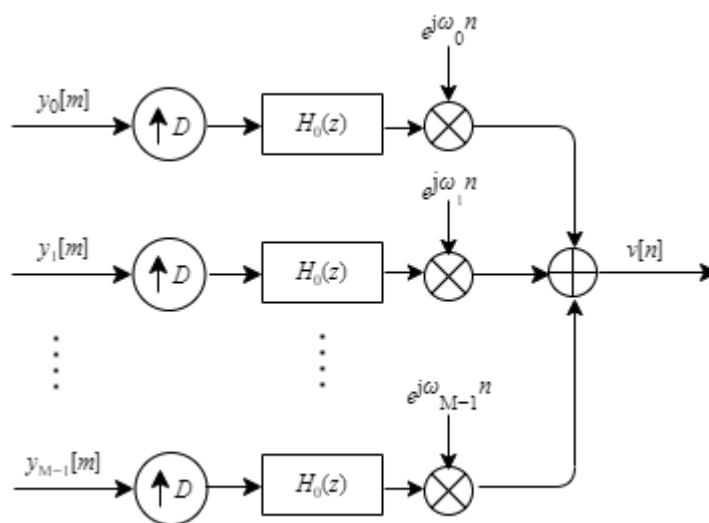 e^{jω_0 n}
y_0[m] ↑ D H_0(z)
e^{jω_1 n}
y_1[m] ↑ D H_0(z) v[n]
e^{jω_{M−1} n}
y_{M−1}[m] ↑ D H_0(z)